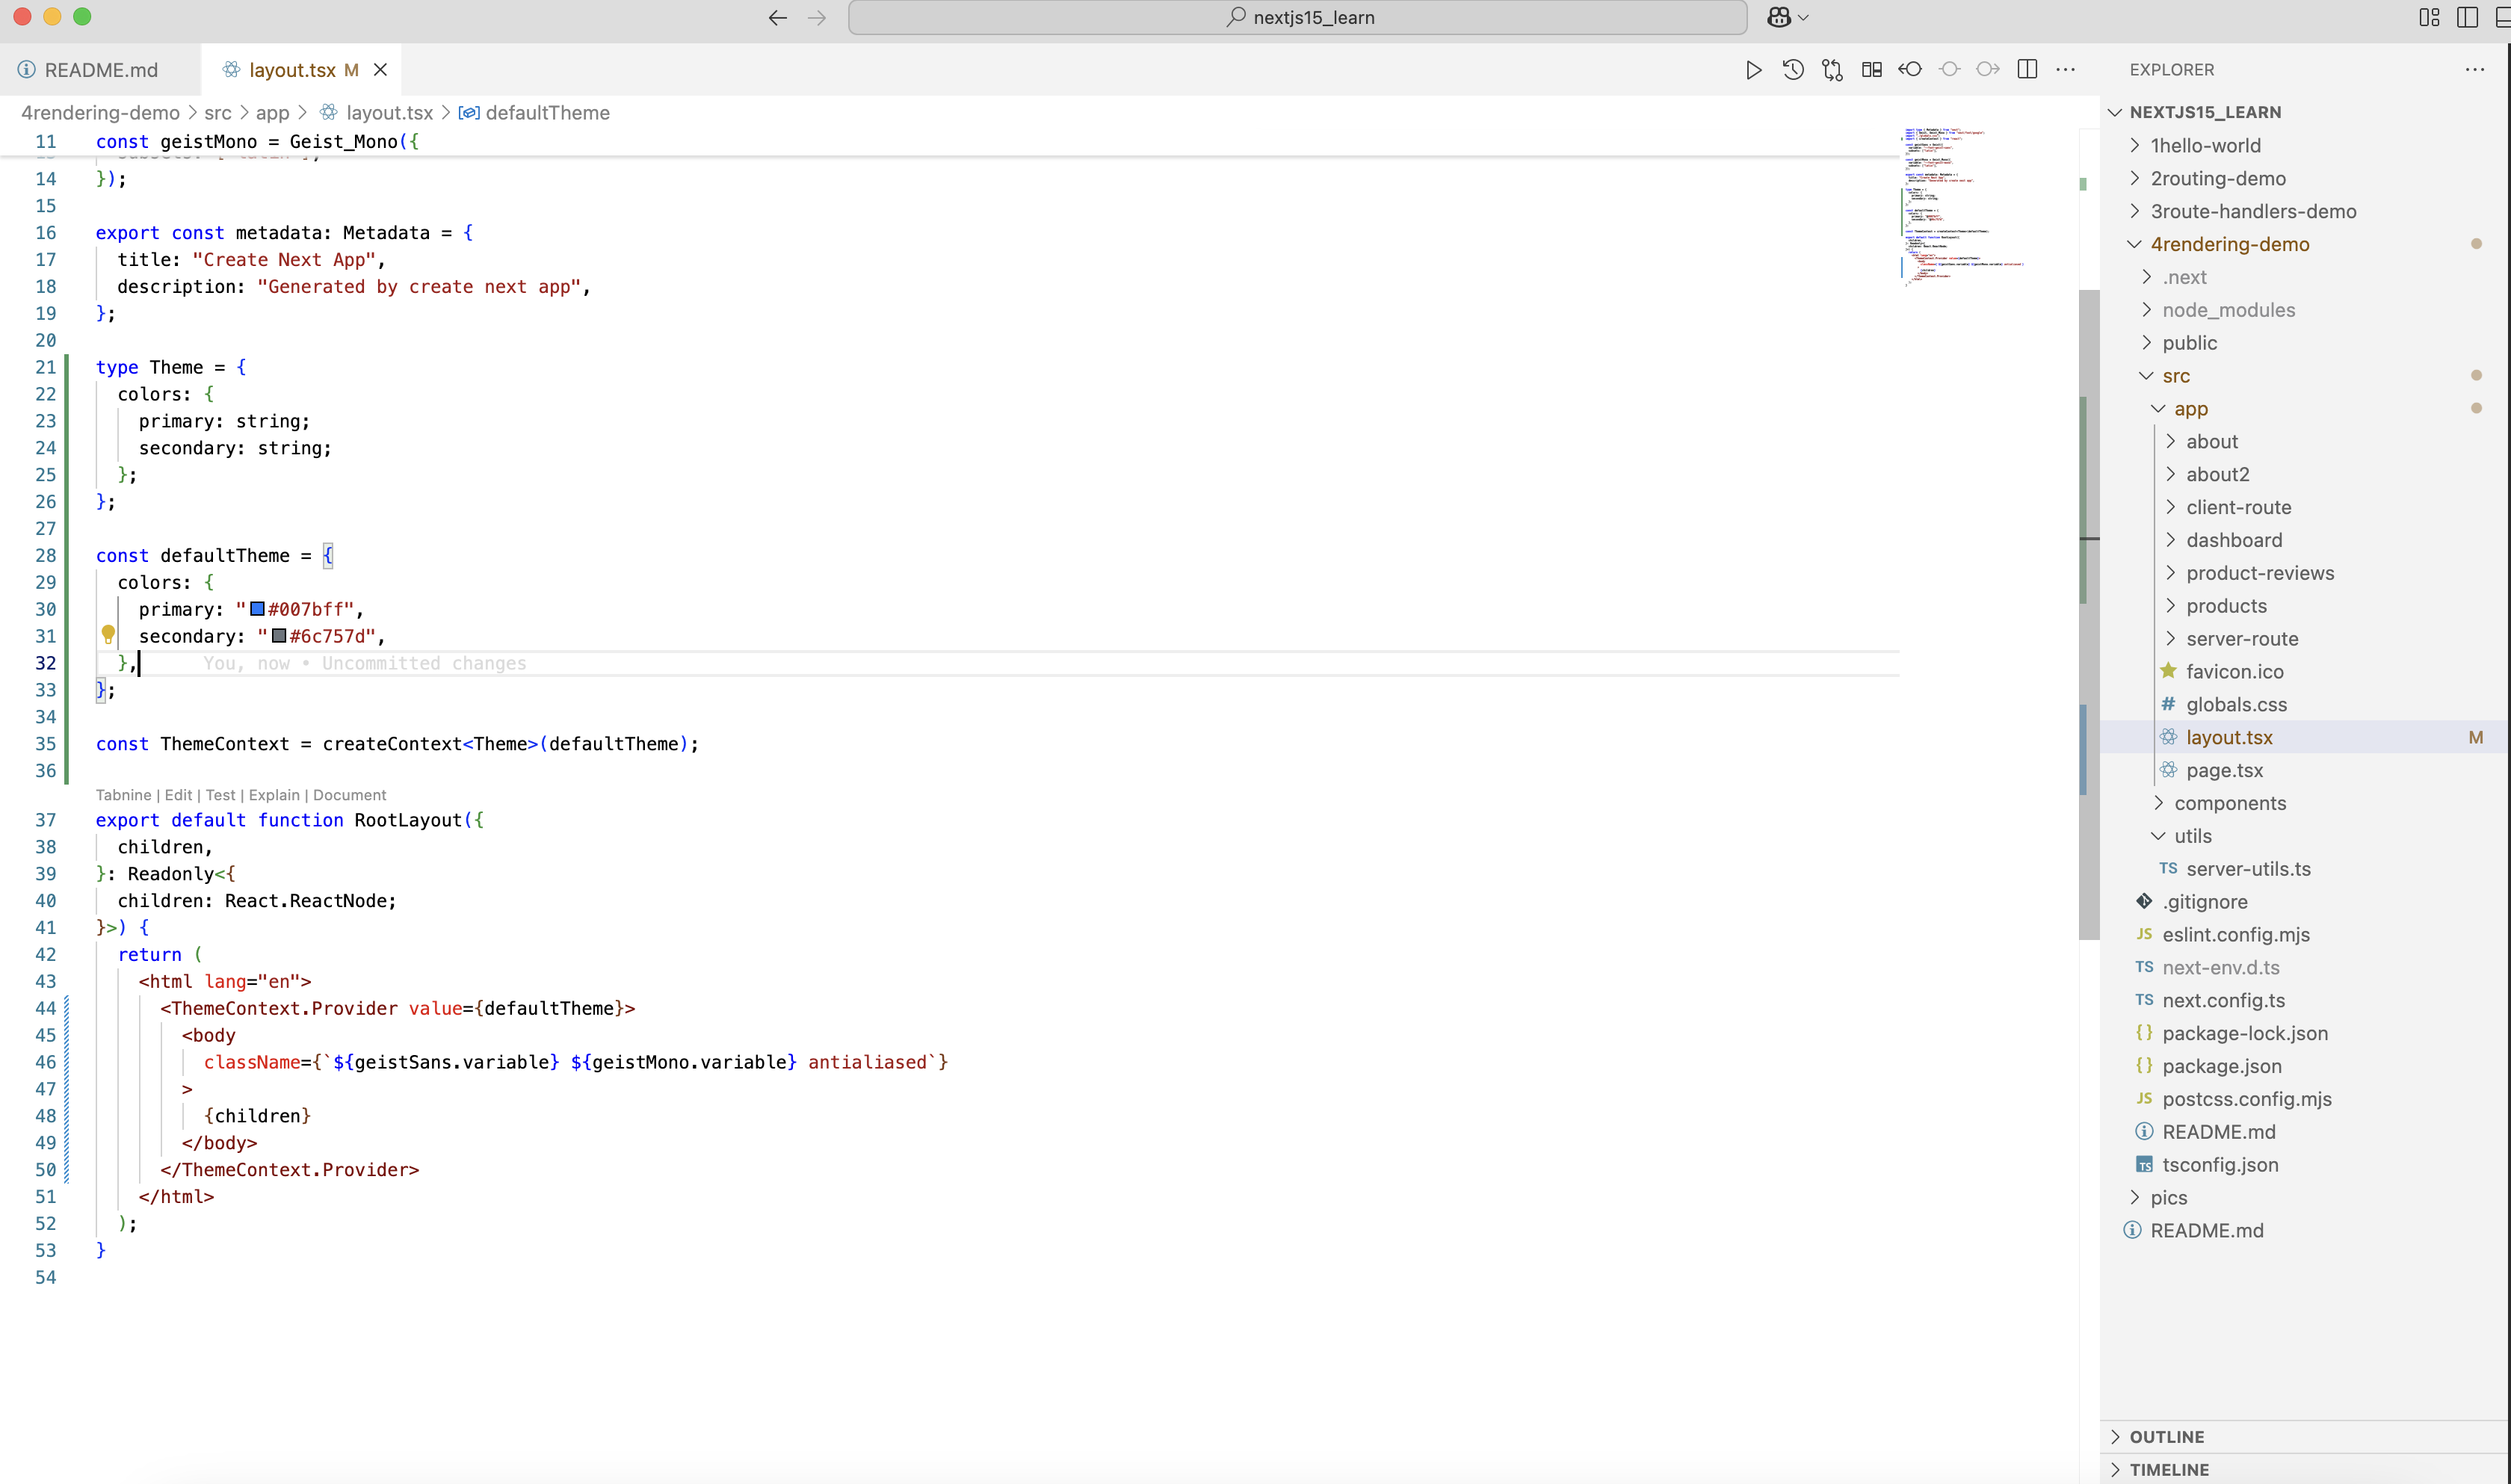 nextjs15_learn
README.md
layout.tsx M
4rendering-demo > src > app > layout.tsx > defaultTheme
11 const geistMono = Geist_Mono({
14 });
15
16 export const metadata: Metadata = {
17 title: "Create Next App",
18 description: "Generated by create next app",
19 };
20
21 type Theme = {
22 colors: {
23 primary: string;
24 secondary: string;
25 };
26 };
27
28 const defaultTheme = {
29 colors: {
30 primary: "#007bff",
31 secondary: "#6c757d",
32 }, You, now • Uncommitted changes
33 };
34
35 const ThemeContext = createContext<Theme>(defaultTheme);
36
Tabnine | Edit | Test | Explain | Document
37 export default function RootLayout({
38 children,
39 }: Readonly<{
40 children: React.ReactNode;
41 }>) {
42 return (
43 <html lang="en">
44 <ThemeContext.Provider value={defaultTheme}>
45 <body
46 className={`${geistSans.variable} ${geistMono.variable} antialiased`}
47 >
48 {children}
49 </body>
50 </ThemeContext.Provider>
51 </html>
52 );
53 }
54
EXPLORER
NEXTJS15_LEARN
1hello-world
2routing-demo
3route-handlers-demo
4rendering-demo
.next
node_modules
public
src
app
about
about2
client-route
dashboard
product-reviews
products
server-route
favicon.ico
# globals.css
layout.tsx M
page.tsx
components
utils
TS server-utils.ts
.gitignore
JS eslint.config.mjs
TS next-env.d.ts
TS next.config.ts
{} package-lock.json
{} package.json
JS postcss.config.mjs
README.md
TS tsconfig.json
pics
README.md
OUTLINE
TIMELINE